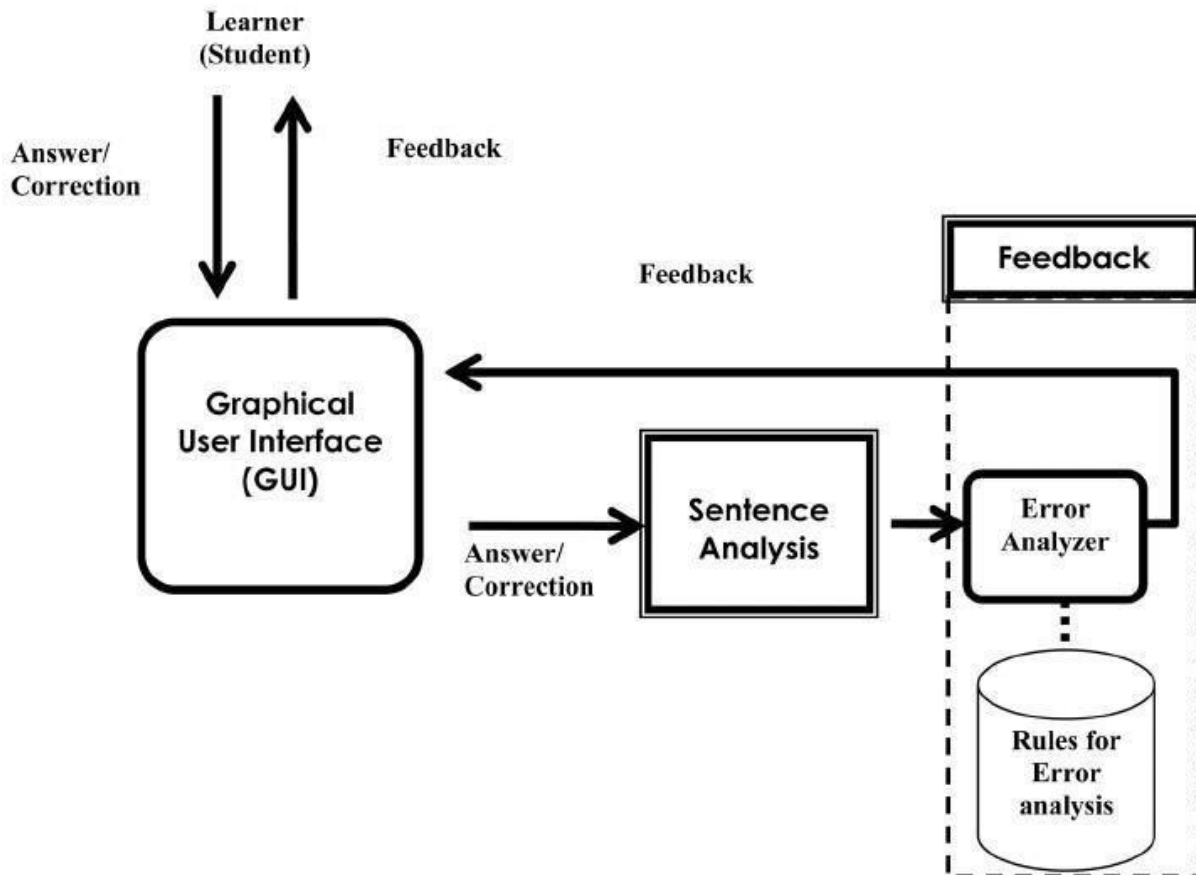 Learner
(Student)
Answer/
Correction
Feedback
Feedback
Feedback
Graphical
User Interface
(GUI)
Answer/
Correction
Sentence
Analysis
Error
Analyzer
Rules for
Error
analysis